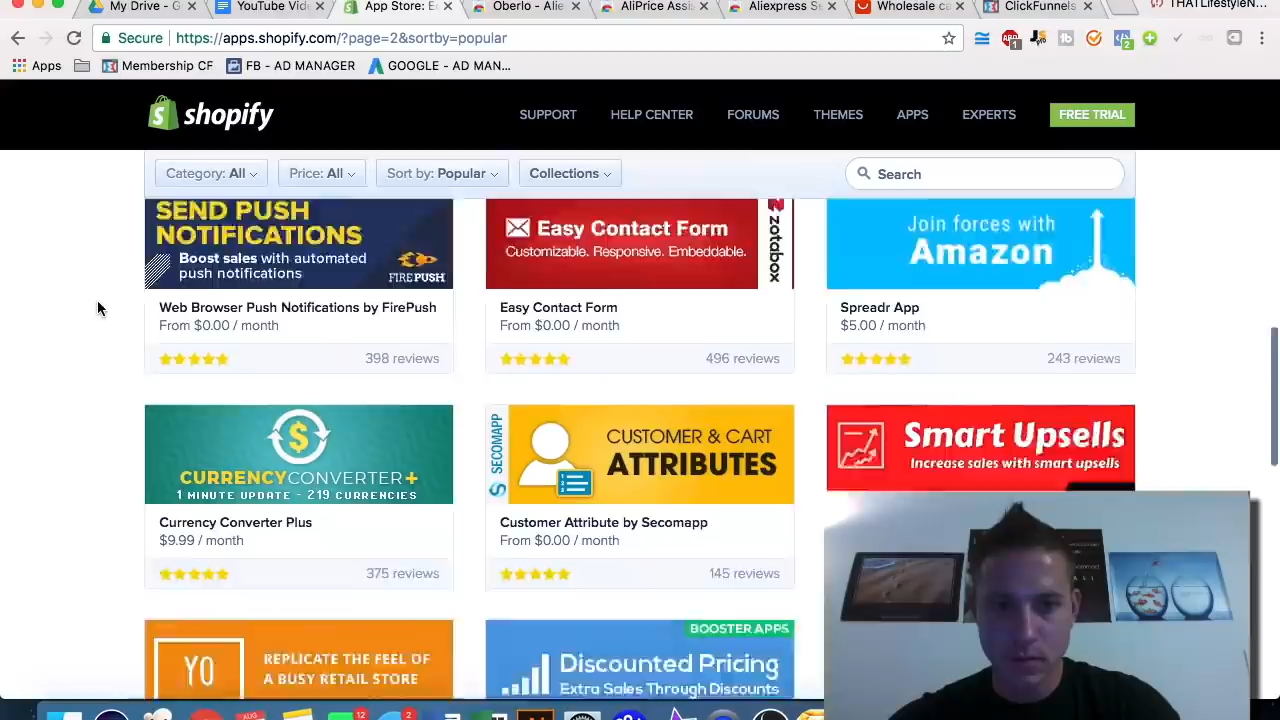 My Drive - G
YouTube Vid
App Store: E
Oberlo - Alie
AliPrice Assi
Aliexpress S
Wholesale c
ClickFunnels
THATLifestyleN...
Secure
https://apps.shopify.com/?page=2&sortby=popular
Apps
Membership CF
FB - AD MANAGER
GOOGLE - AD MAN...
shopify
SUPPORT
HELP CENTER
FORUMS
THEMES
APPS
EXPERTS
FREE TRIAL
Category: All
Price: All
Sort by: Popular
Collections
Search
SEND PUSH
NOTIFICATIONS
Boost sales with automated
push notifications
FIREPUSH
Web Browser Push Notifications by FirePush
From $0.00 / month
398 reviews
Easy Contact Form
Customizable. Responsive. Embeddable.
zotabox
Easy Contact Form
From $0.00 / month
496 reviews
Join forces with
Amazon
Spreadr App
$5.00 / month
243 reviews
CURRENCYCONVERTER+
1 MINUTE UPDATE - 219 CURRENCIES
Currency Converter Plus
$9.99 / month
375 reviews
SECOMAPP
CUSTOMER & CART
ATTRIBUTES
Customer Attribute by Secomapp
From $0.00 / month
145 reviews
Smart Upsells
Increase sales with smart upsells
YO
REPLICATE THE FEEL OF
A BUSY RETAIL STORE
BOOSTER APPS
Discounted Pricing
Extra Sales Through Discounts
AUG
12
2